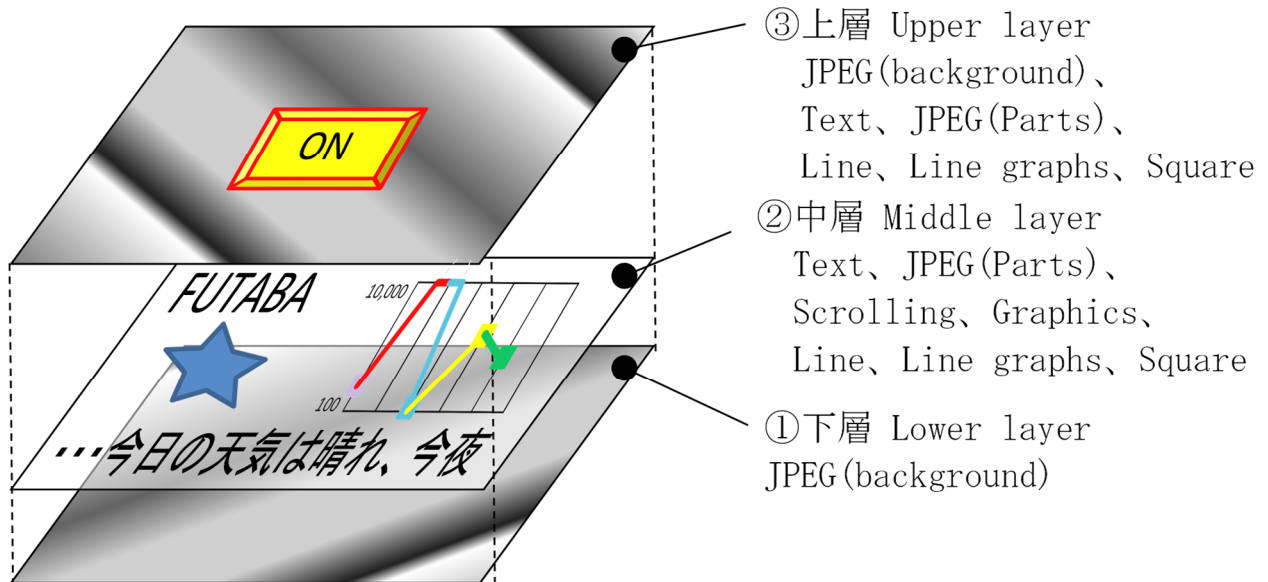 ③上層 Upper layer
JPEG(background)、
Text、JPEG(Parts)、
Line、Line graphs、Square
ON
②中層 Middle layer
Text、JPEG(Parts)、
Scrolling、Graphics、
Line、Line graphs、Square
FUTABA
10,000
100
…今日の天気は晴れ、今夜
①下層 Lower layer
JPEG(background)